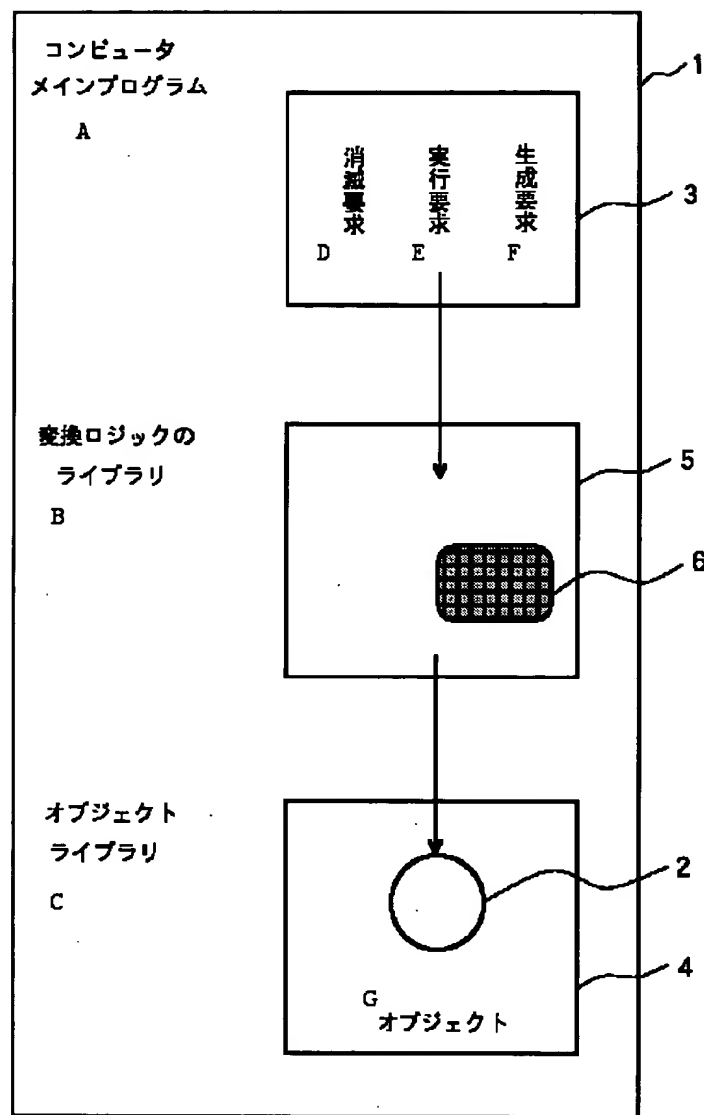 コンピュータ
メインプログラム
A
1
消滅要求
実行要求
生成要求
D
E
F
3
変換ロジックの
ライブラリ
B
5
6
オブジェクト
ライブラリ
C
2
4
G
オブジェクト